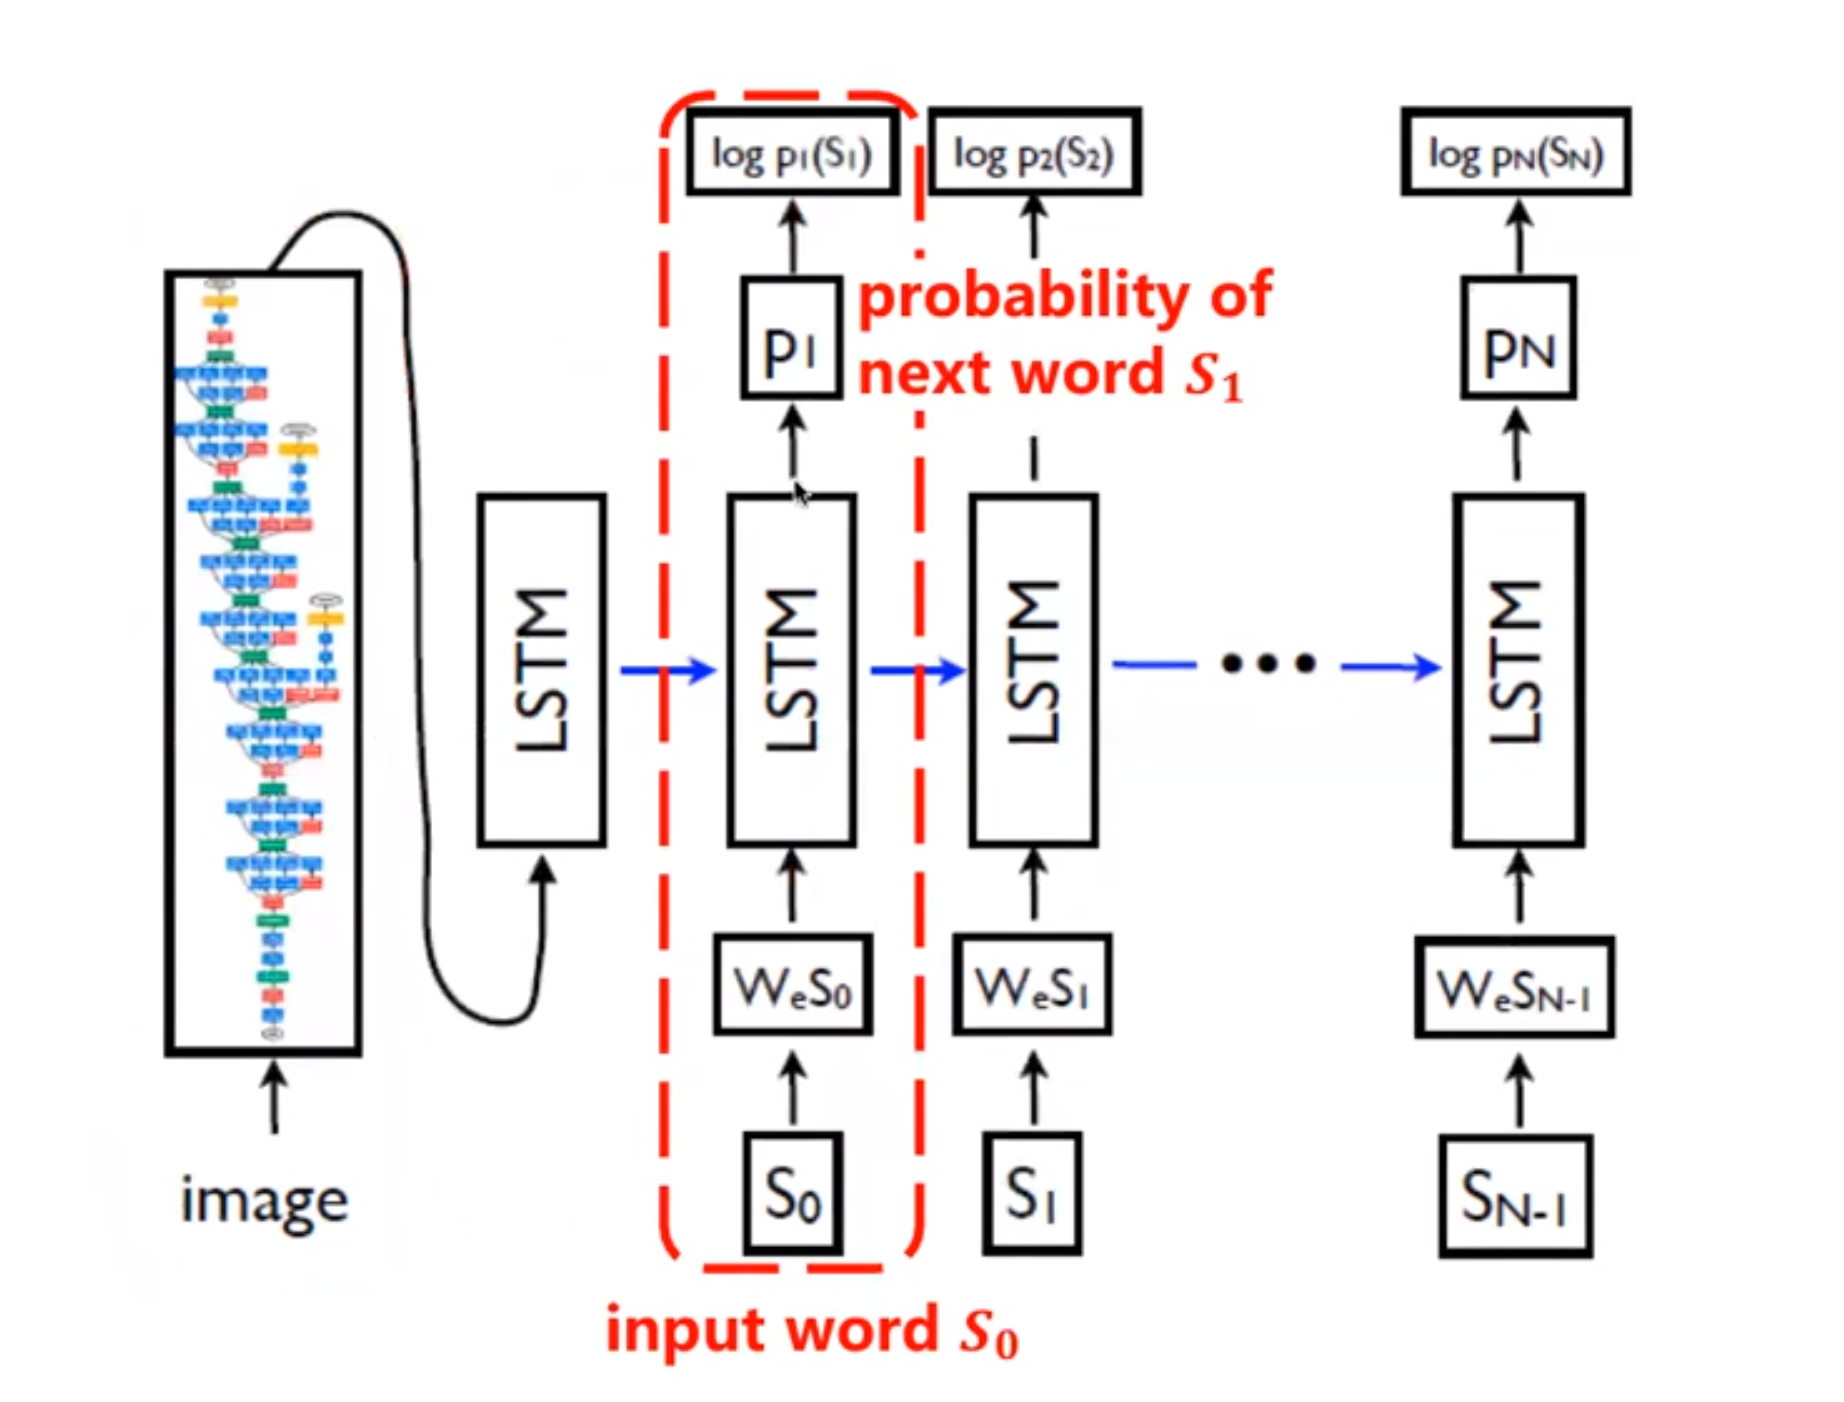 log p1(S1)
log p2(S2)
log pN(SN)
p1
probability of
next word S1
pN
LSTM
LSTM
LSTM
LSTM
WeS0
WeS1
WeSN-1
image
S0
S1
SN-1
input word S0